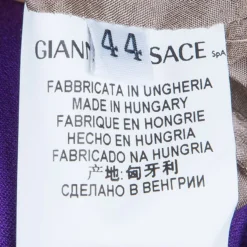 GIANN 44 SACE SpA
FABBRICATA IN UNGHERIA
MADE IN HUNGARY
FABRIQUE EN HONGRIE
HECHO EN HUNGRIA
FABRICADO NA HUNGRIA
产地:匈牙利
СДЕЛАНО В ВЕНГРИИ